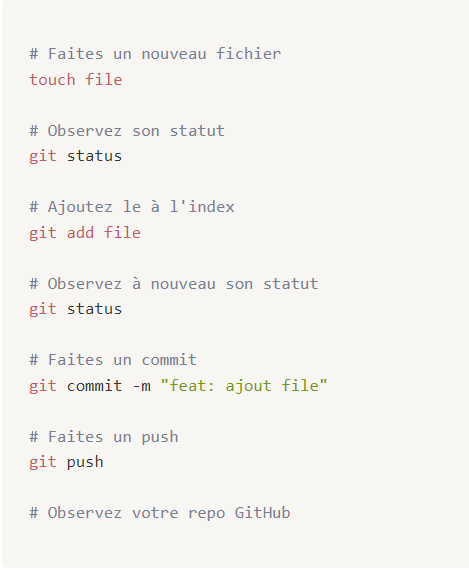 # Faites un nouveau fichier
touch file
# Observez son statut
git status
# Ajoutez le à l'index
git add file
# Observez à nouveau son statut
git status
# Faites un commit
git commit -m "feat: ajout file"
# Faites un push
git push
# Observez votre repo GitHub